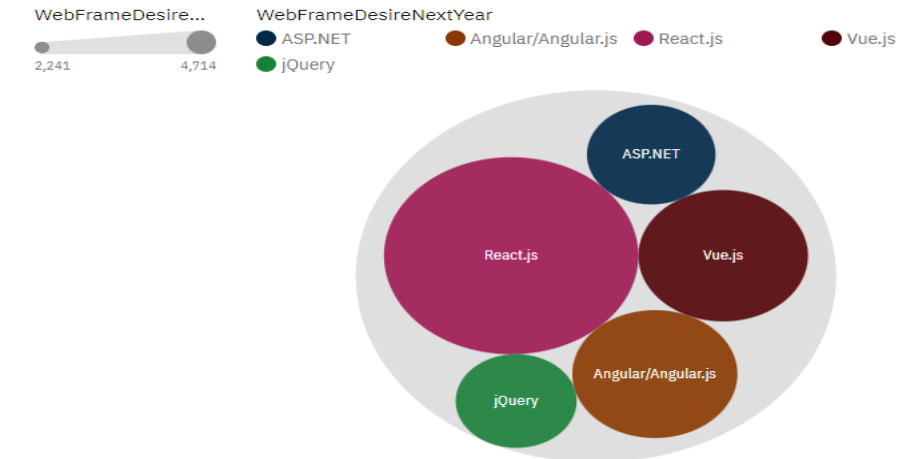 WebFrameDesire... WebFrameDesireNextYear
ASP.NET Angular/Angular.js React.js Vue.js
2,241 4,714 jQuery
ASP.NET
React.js Vue.js
Angular/Angular.js
jQuery